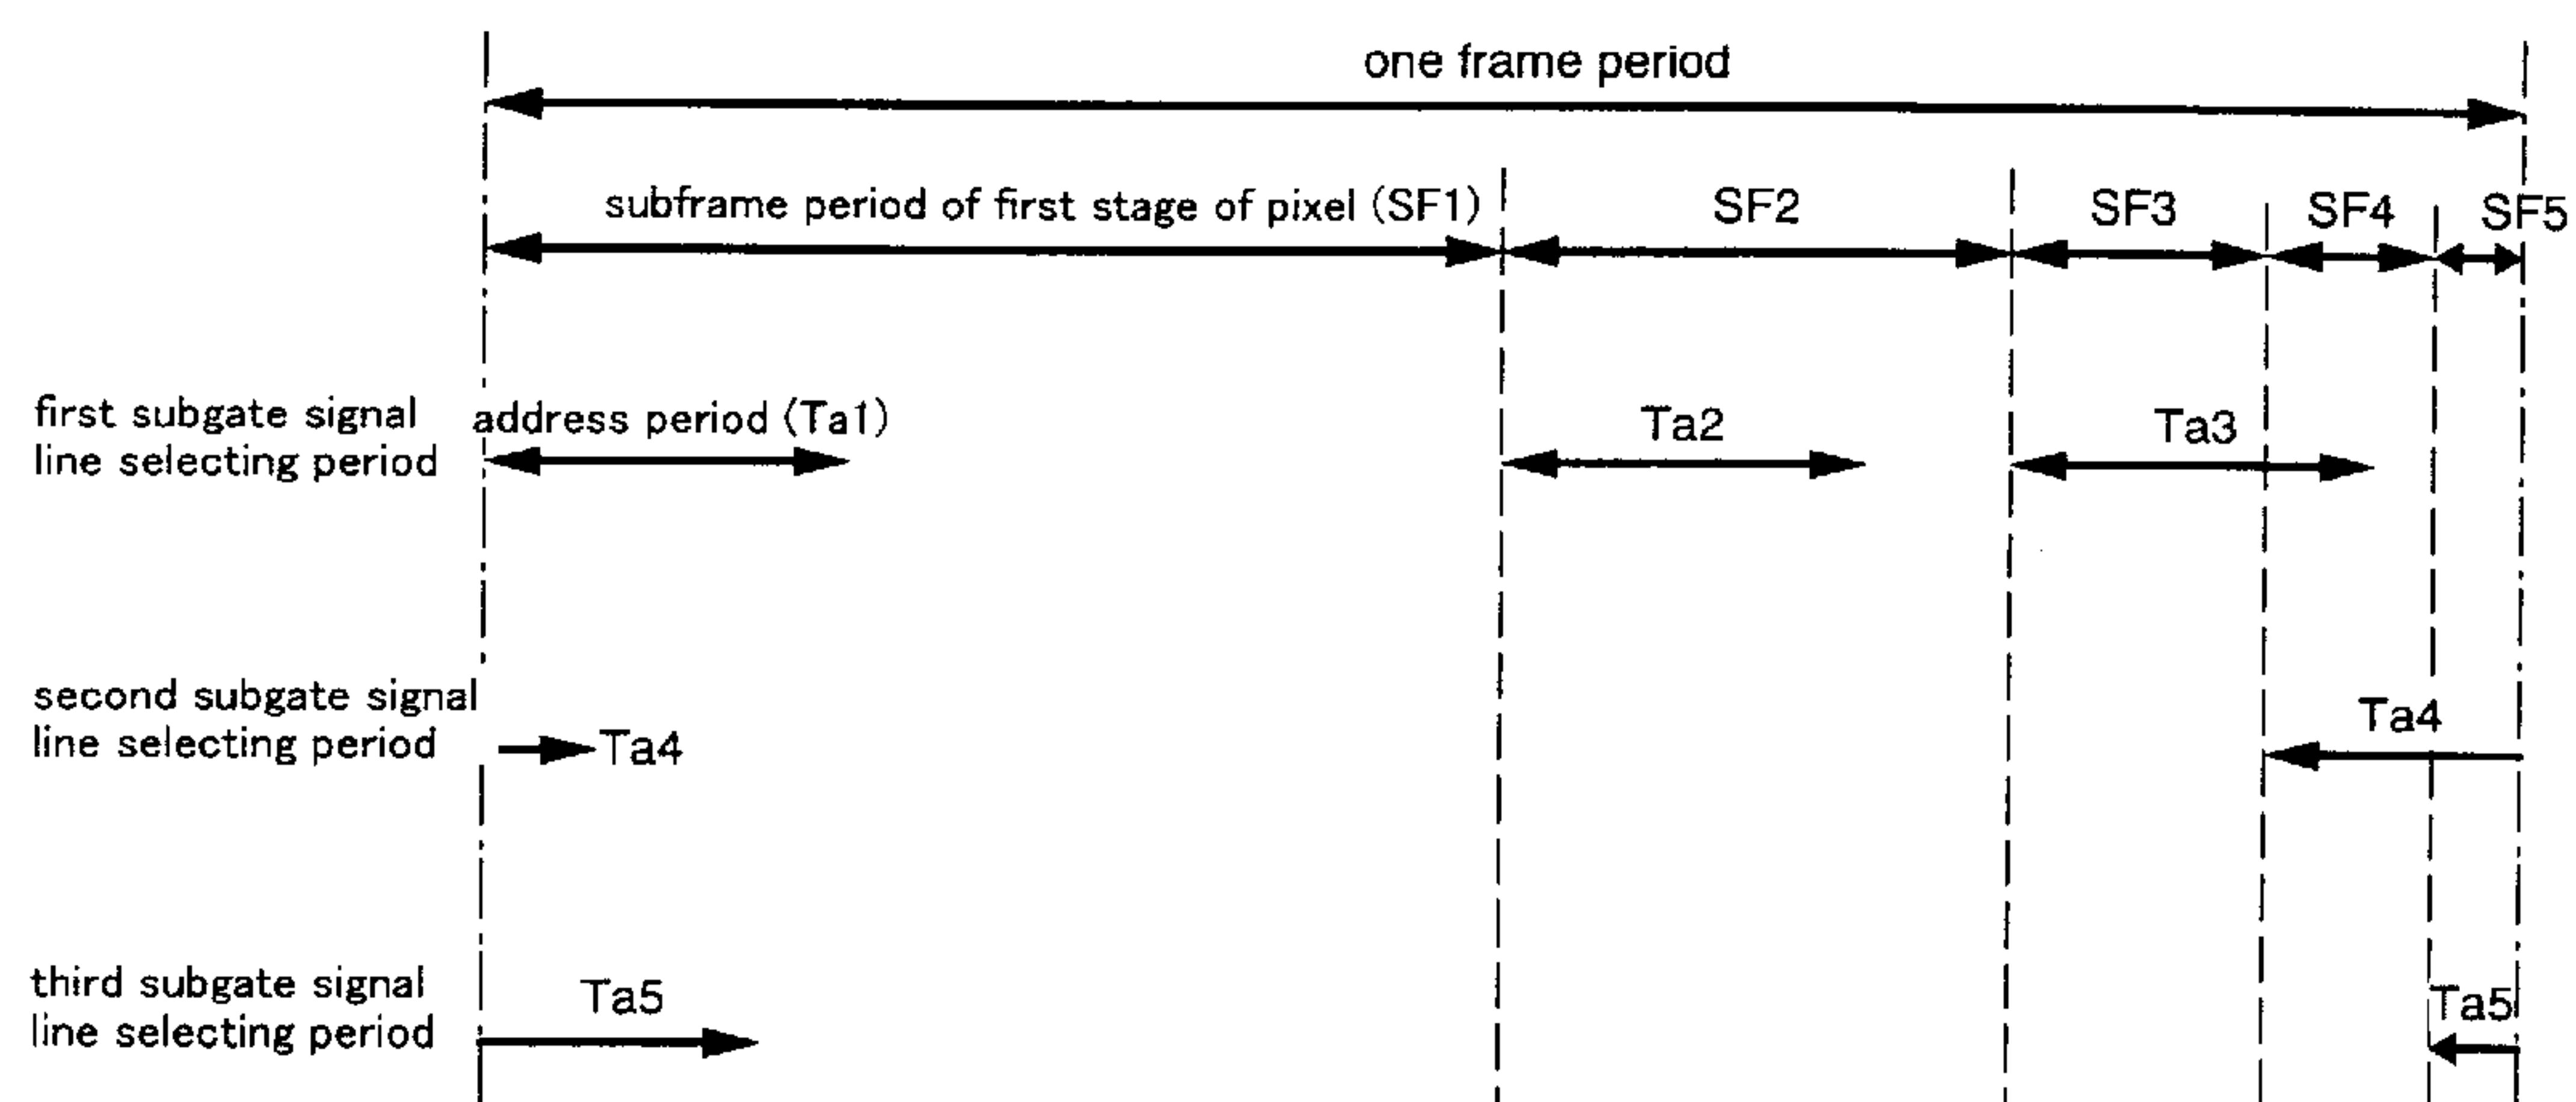 one frame period
subframe period of first stage of pixel (SF1)
SF2
SF3
SF4
SF5
first subgate signal
line selecting period
address period (Ta1)
Ta2
Ta3
second subgate signal
line selecting period
Ta4
Ta4
third subgate signal
line selecting period
Ta5
Ta5